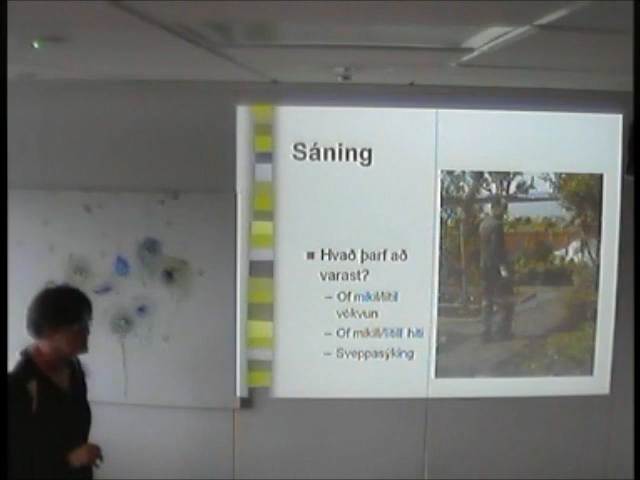 Sáning
Hvað þarf að
varast?
– Of mikil/lítil
vökvun
– Of mikill/lítill hiti
– Sveppasýking